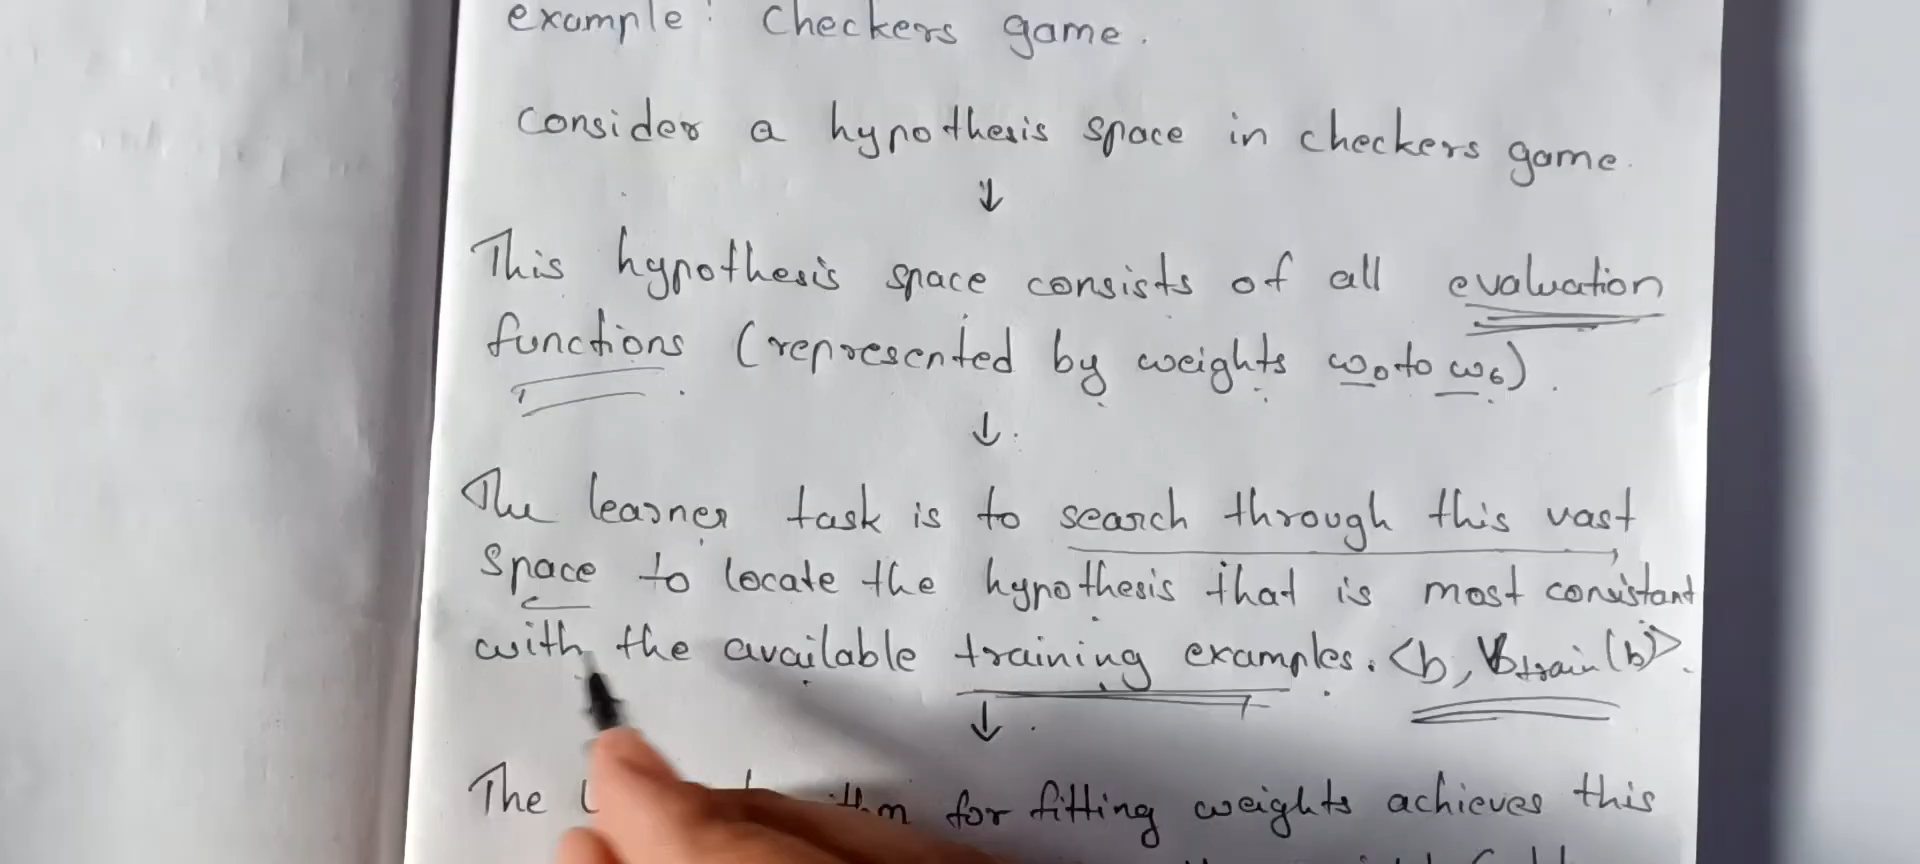 example: Checkers game.
Consider a hypothesis space in checkers game.
↓
This hypothesis space consists of all evaluation
functions (represented by weights w0 to w6).
↓
The learner task is to search through this vast
space to locate the hypothesis that is most consistant
with the available training examples. <b, Vtrain(b)>.
↓
The for fitting weights achieves this